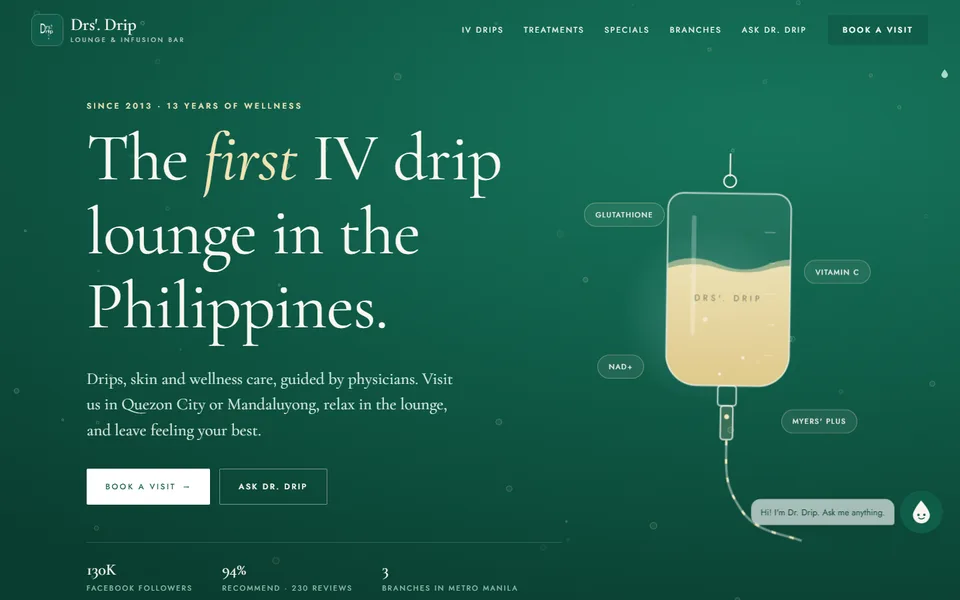 Drs'. Drip
Drs'. Drip
LOUNGE & INFUSION BAR
IV DRIPS
TREATMENTS
SPECIALS
BRANCHES
ASK DR. DRIP
BOOK A VISIT
SINCE 2013 · 13 YEARS OF WELLNESS
The first IV drip
lounge in the
Philippines.
Drips, skin and wellness care, guided by physicians. Visit
us in Quezon City or Mandaluyong, relax in the lounge,
and leave feeling your best.
BOOK A VISIT →
ASK DR. DRIP
GLUTATHIONE
VITAMIN C
DRS'. DRIP
NAD+
MYERS' PLUS
Hi! I'm Dr. Drip. Ask me anything.
130K
FACEBOOK FOLLOWERS
94%
RECOMMEND · 230 REVIEWS
3
BRANCHES IN METRO MANILA